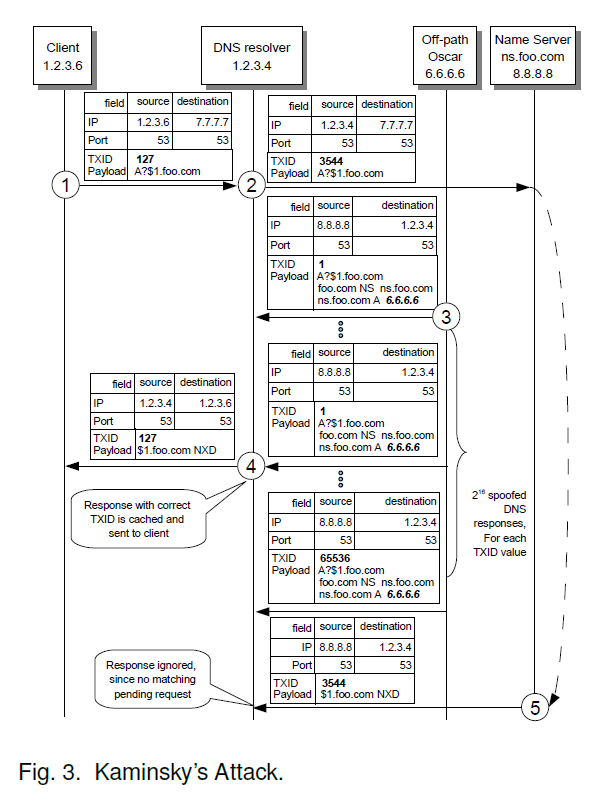 Client
1.2.3.6
DNS resolver
1.2.3.4
Off-path
Oscar
6.6.6.6
Name Server
ns.foo.com
8.8.8.8
field source destination
IP 1.2.3.6 7.7.7.7
Port 53 53
TXID 127
Payload A?$1.foo.com
field source destination
IP 1.2.3.4 7.7.7.7
Port 53 53
TXID 3544
Payload A?$1.foo.com
1
2
field source destination
IP 8.8.8.8 1.2.3.4
Port 53 53
TXID 1
Payload A?$1.foo.com
foo.com NS ns.foo.com
ns.foo.com A 6.6.6.6
3
field source destination
IP 8.8.8.8 1.2.3.4
Port 53 53
TXID 1
Payload A?$1.foo.com
foo.com NS ns.foo.com
ns.foo.com A 6.6.6.6
field source destination
IP 1.2.3.4 1.2.3.6
Port 53 53
TXID 127
Payload $1.foo.com NXD
4
Response with correct
TXID is cached and
sent to client
2¹⁶ spoofed
DNS
responses,
For each
TXID value
field source destination
IP 8.8.8.8 1.2.3.4
Port 53 53
TXID 65536
Payload A?$1.foo.com
foo.com NS ns.foo.com
ns.foo.com A 6.6.6.6
field source destination
IP 8.8.8.8 1.2.3.4
Port 53 53
TXID 3544
Payload $1.foo.com NXD
Response ignored,
since no matching
pending request
5
Fig. 3. Kaminsky's Attack.